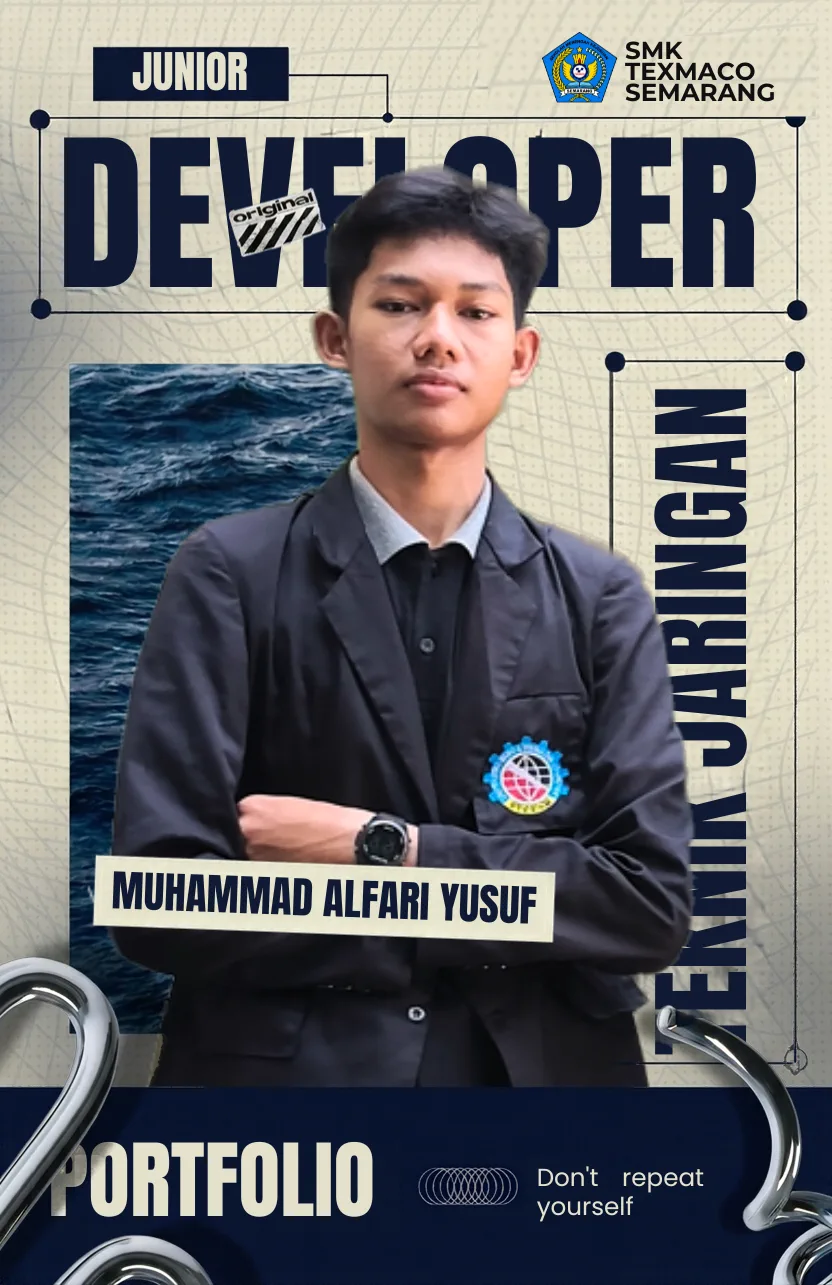 JUNIOR
SMK
TEXMACO
SEMARANG
DEVELOPER
original
TEKNIK JARINGAN
MUHAMMAD ALFARI YUSUF
PORTFOLIO
Don't repeat
yourself